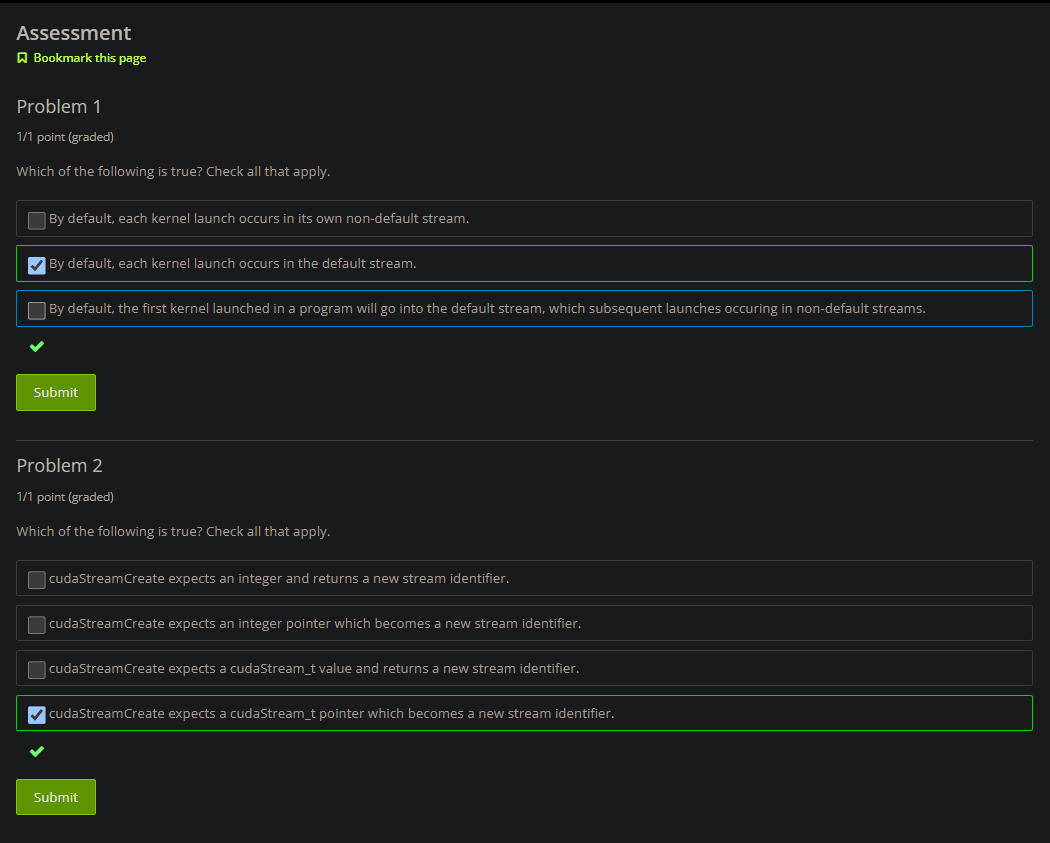 Assessment
Bookmark this page
Problem 1
1/1 point (graded)
Which of the following is true? Check all that apply.
By default, each kernel launch occurs in its own non-default stream.
By default, each kernel launch occurs in the default stream.
By default, the first kernel launched in a program will go into the default stream, which subsequent launches occuring in non-default streams.
Submit
Problem 2
1/1 point (graded)
Which of the following is true? Check all that apply.
cudaStreamCreate expects an integer and returns a new stream identifier.
cudaStreamCreate expects an integer pointer which becomes a new stream identifier.
cudaStreamCreate expects a cudaStream_t value and returns a new stream identifier.
cudaStreamCreate expects a cudaStream_t pointer which becomes a new stream identifier.
Submit